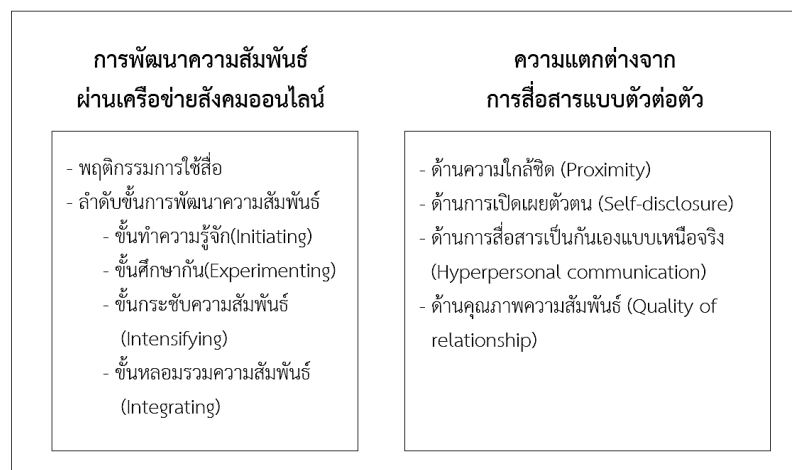 การพัฒนาความสัมพันธ์
ผ่านเครือข่ายสังคมออนไลน์
- พฤติกรรมการใช้สื่อ
- ลำดับขั้นการพัฒนาความสัมพันธ์
- ขั้นทำความรู้จัก(Initiating)
- ขั้นศึกษากัน(Experimenting)
- ขั้นกระชับความสัมพันธ์
(Intensifying)
- ขั้นหลอมรวมความสัมพันธ์
(Integrating)
ความแตกต่างจาก
การสื่อสารแบบตัวต่อตัว
- ด้านความใกล้ชิด (Proximity)
- ด้านการเปิดเผยตัวตน (Self-disclosure)
- ด้านการสื่อสารเป็นกันเองแบบเหนือจริง
(Hyperpersonal communication)
- ด้านคุณภาพความสัมพันธ์ (Quality of
relationship)